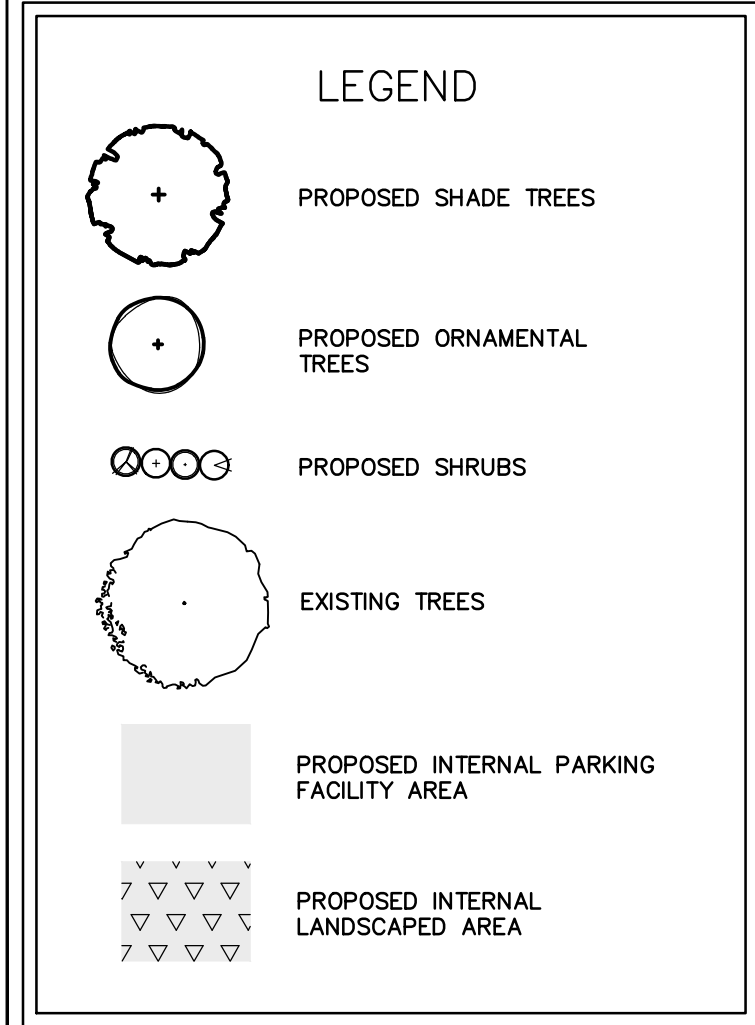 LEGEND
PROPOSED SHADE TREES
PROPOSED ORNAMENTAL
TREES
PROPOSED SHRUBS
EXISTING TREES
PROPOSED INTERNAL PARKING
FACILITY AREA
PROPOSED INTERNAL
LANDSCAPED AREA